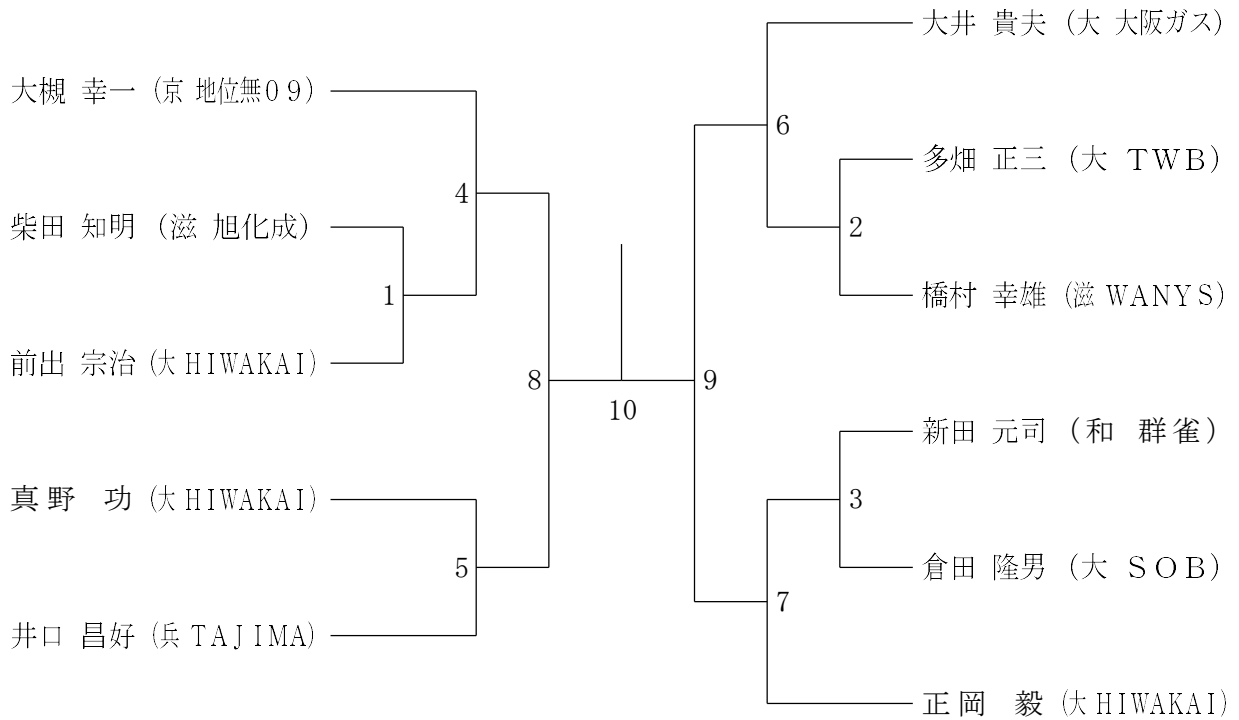 大槻 幸一 (京 地位無09)
柴田 知明 (滋 旭化成)
前出 宗治 (大 HIWAKAI)
真野 功 (大 HIWAKAI)
井口 昌好 (兵 TAJIMA)
1
4
5
8
10
9
6
7
2
3
大井 貴夫 (大 大阪ガス)
多畑 正三 (大 TWB)
橋村 幸雄 (滋 WANYS)
新田 元司 (和 群雀)
倉田 隆男 (大 SOB)
正岡 毅 (大 HIWAKAI)